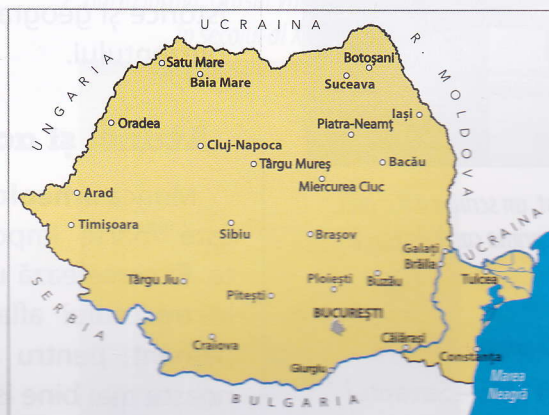 UCRAINA
UNGARIA
R. MOLDOVA
Satu Mare
Botoșani
Baia Mare
Suceava
Iași
Oradea
Piatra-Neamț
Cluj-Napoca
Târgu Mureș
Bacău
Miercurea Ciuc
Arad
Timișoara
Sibiu
Brașov
Galați
UCRAINA
Brăila
Tulcea
Târgu Jiu
Ploiești
Buzău
Pitești
SERBIA
BUCUREȘTI
Craiova
Călărași
Constanța
Giurgiu
Marea
Neagră
BULGARIA